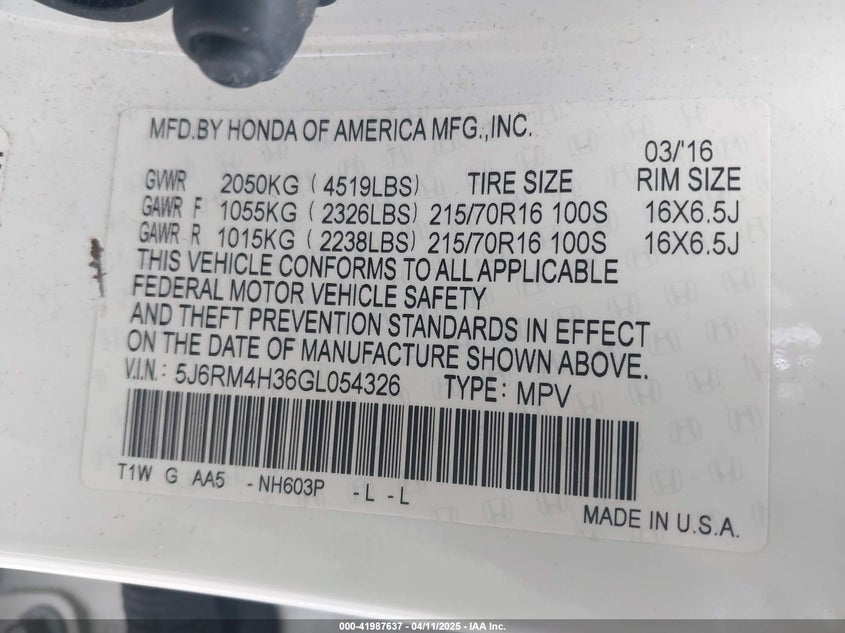 MFD.BY HONDA OF AMERICA MFG.,INC.
03/'16
GVWR 2050KG ( 4519LBS) TIRE SIZE RIM SIZE
GAWR F 1055KG ( 2326LBS) 215/70R16 100S 16X6.5J
GAWR R 1015KG ( 2238LBS) 215/70R16 100S 16X6.5J
THIS VEHICLE CONFORMS TO ALL APPLICABLE
FEDERAL MOTOR VEHICLE SAFETY
AND THEFT PREVENTION STANDARDS IN EFFECT
ON THE DATE OF MANUFACTURE SHOWN ABOVE.
V.I.N.: 5J6RM4H36GL054326 TYPE: MPV
T1W G AA5 -NH603P -L -L
MADE IN U.S.A.
000-41987637 - 04/11/2025 - IAA Inc.